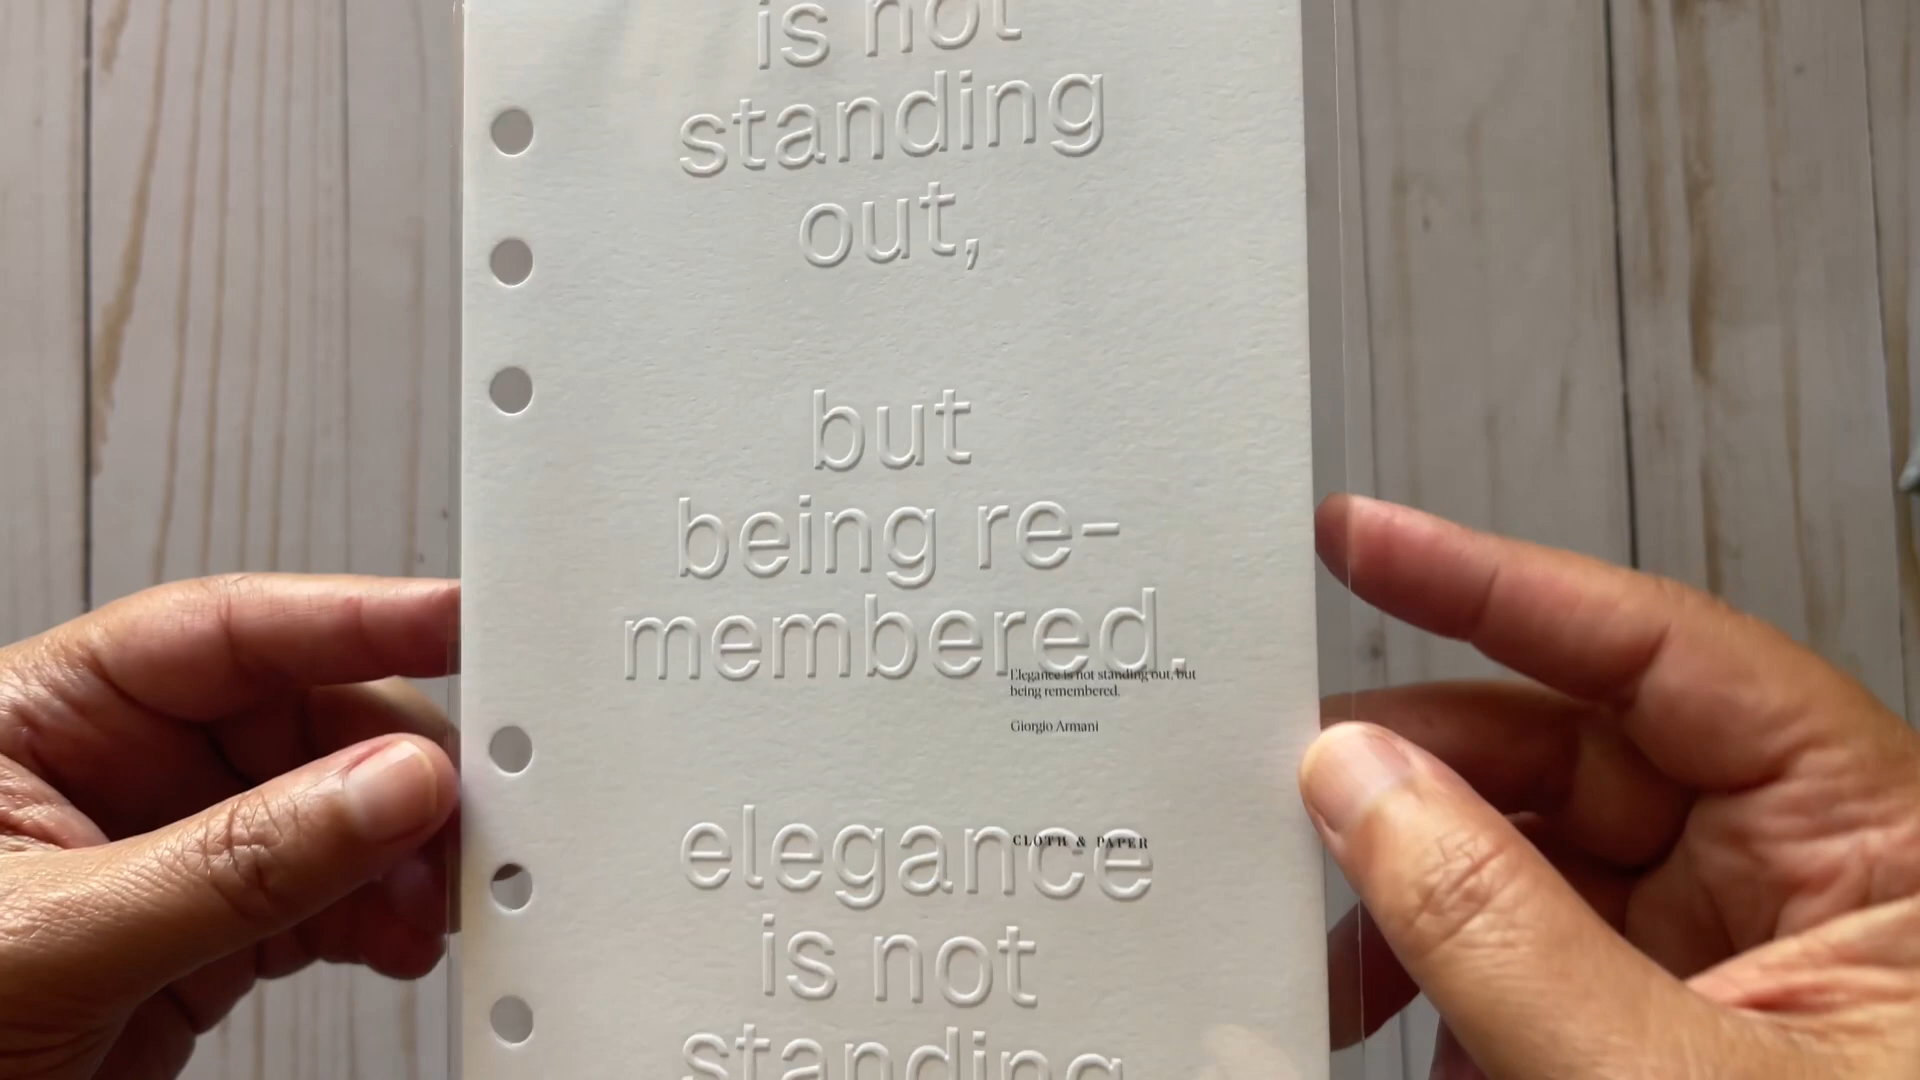 is not
standing
out,
but
being re-
membered.
Elegance is not standing out, but
being remembered.
Giorgio Armani
CLOTH & PAPER
elegance
is not
standing